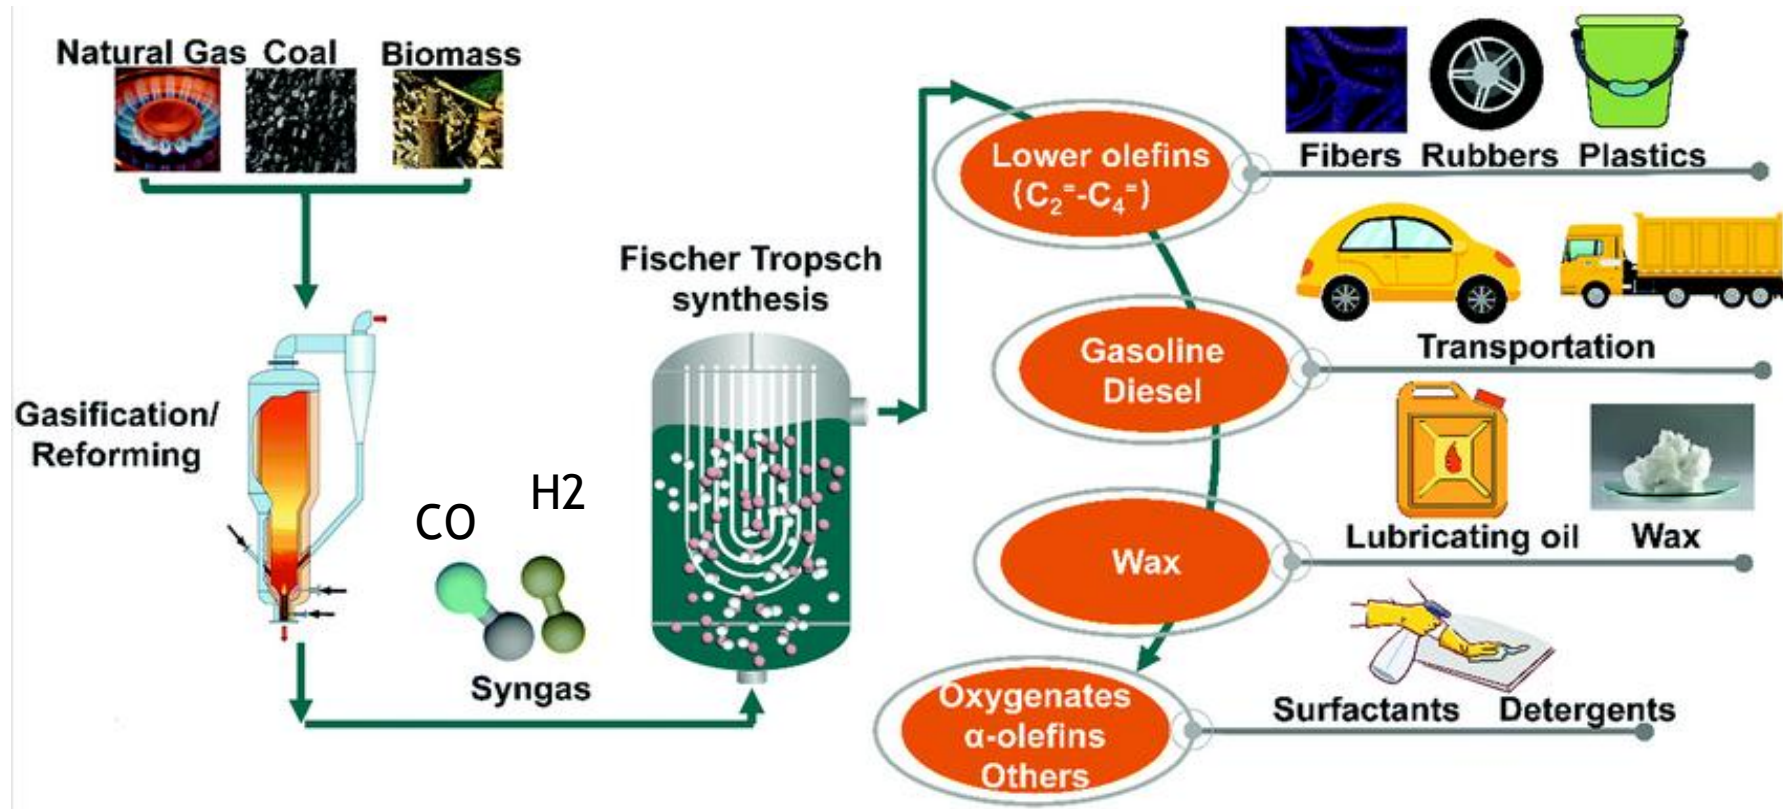 Natural Gas Coal Biomass
Gasification/
Reforming
CO
H2
Syngas
Fischer Tropsch
synthesis
Lower olefins
(C₂⁼-C₄⁼)
Fibers Rubbers Plastics
Gasoline
Diesel
Transportation
Wax
Lubricating oil Wax
Oxygenates
α-olefins
Others
Surfactants Detergents